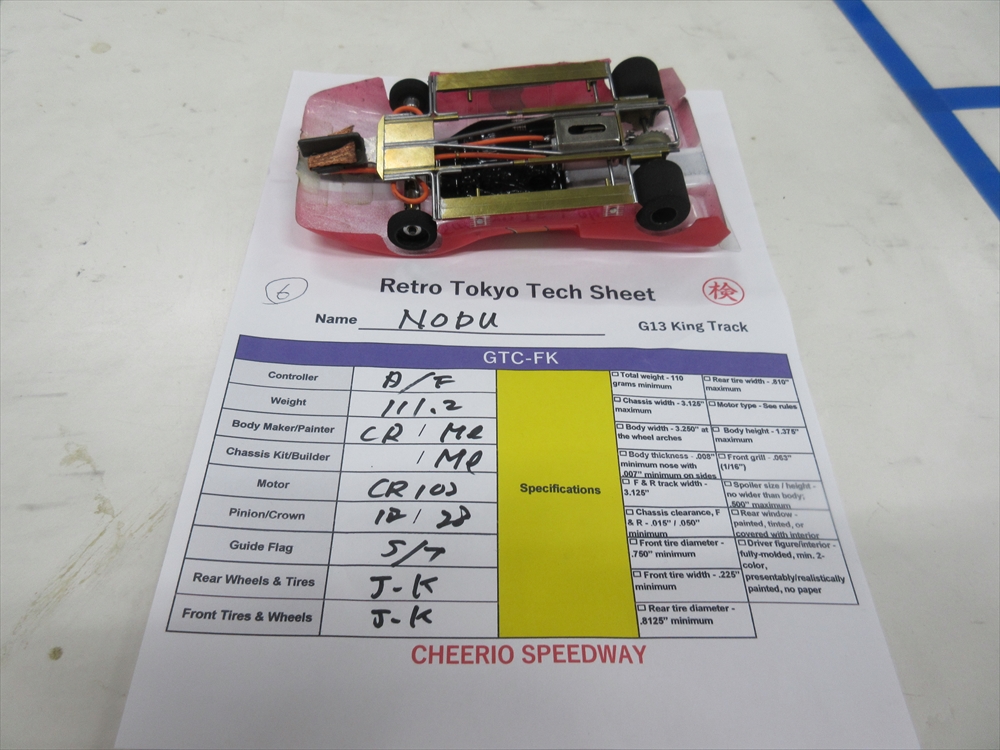 6
Retro Tokyo Tech Sheet
検
Name NODU
G13 King Track
GTC-FK
Controller A/F
Weight 111.2
Body Maker/Painter CR / Me
Chassis Kit/Builder / Me
Motor
Pinion/Crown 12 / 28
Guide Flag S/T
Rear Wheels & Tires J-K
Front Tires & Wheels J-K
Specifications
Total weight - 110
grams minimum
Rear tire width - .810"
maximum
Chassis width - 3.125"
maximum
Motor type - See rules
Body width - 3.250" at
the wheel arches
Body height - 1.375"
maximum
Body thickness - .008"
minimum nose with
.007" minimum on sides
Front grill - .063"
(1/16")
F & R track width -
3.125"
Spoiler size / height -
no wider than body;
.500" maximum
Chassis clearance, F
& R - .015" / .050"
minimum
Rear window -
painted, tinted, or
covered with interior
Front tire diameter -
.750" minimum
Driver figure/interior -
fully-molded, min. 2-
color,
presentably/realistically
painted, no paper
Front tire width - .225"
minimum
Rear tire diameter -
.8125" minimum
CHEERIO SPEEDWAY